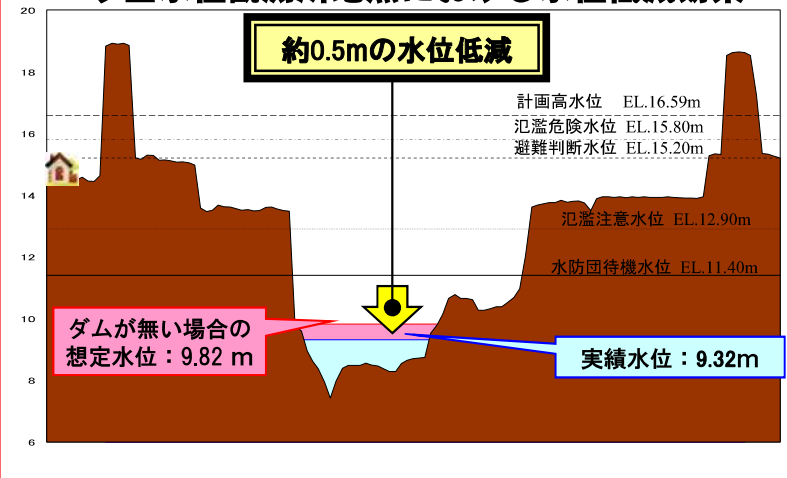 約0.5mの水位低減
20
18
16
14
12
10
8
6
計画高水位 EL.16.59m
氾濫危険水位 EL.15.80m
避難判断水位 EL.15.20m
氾濫注意水位 EL.12.90m
水防団待機水位 EL.11.40m
ダムが無い場合の
想定水位：9.82 m
実績水位：9.32m